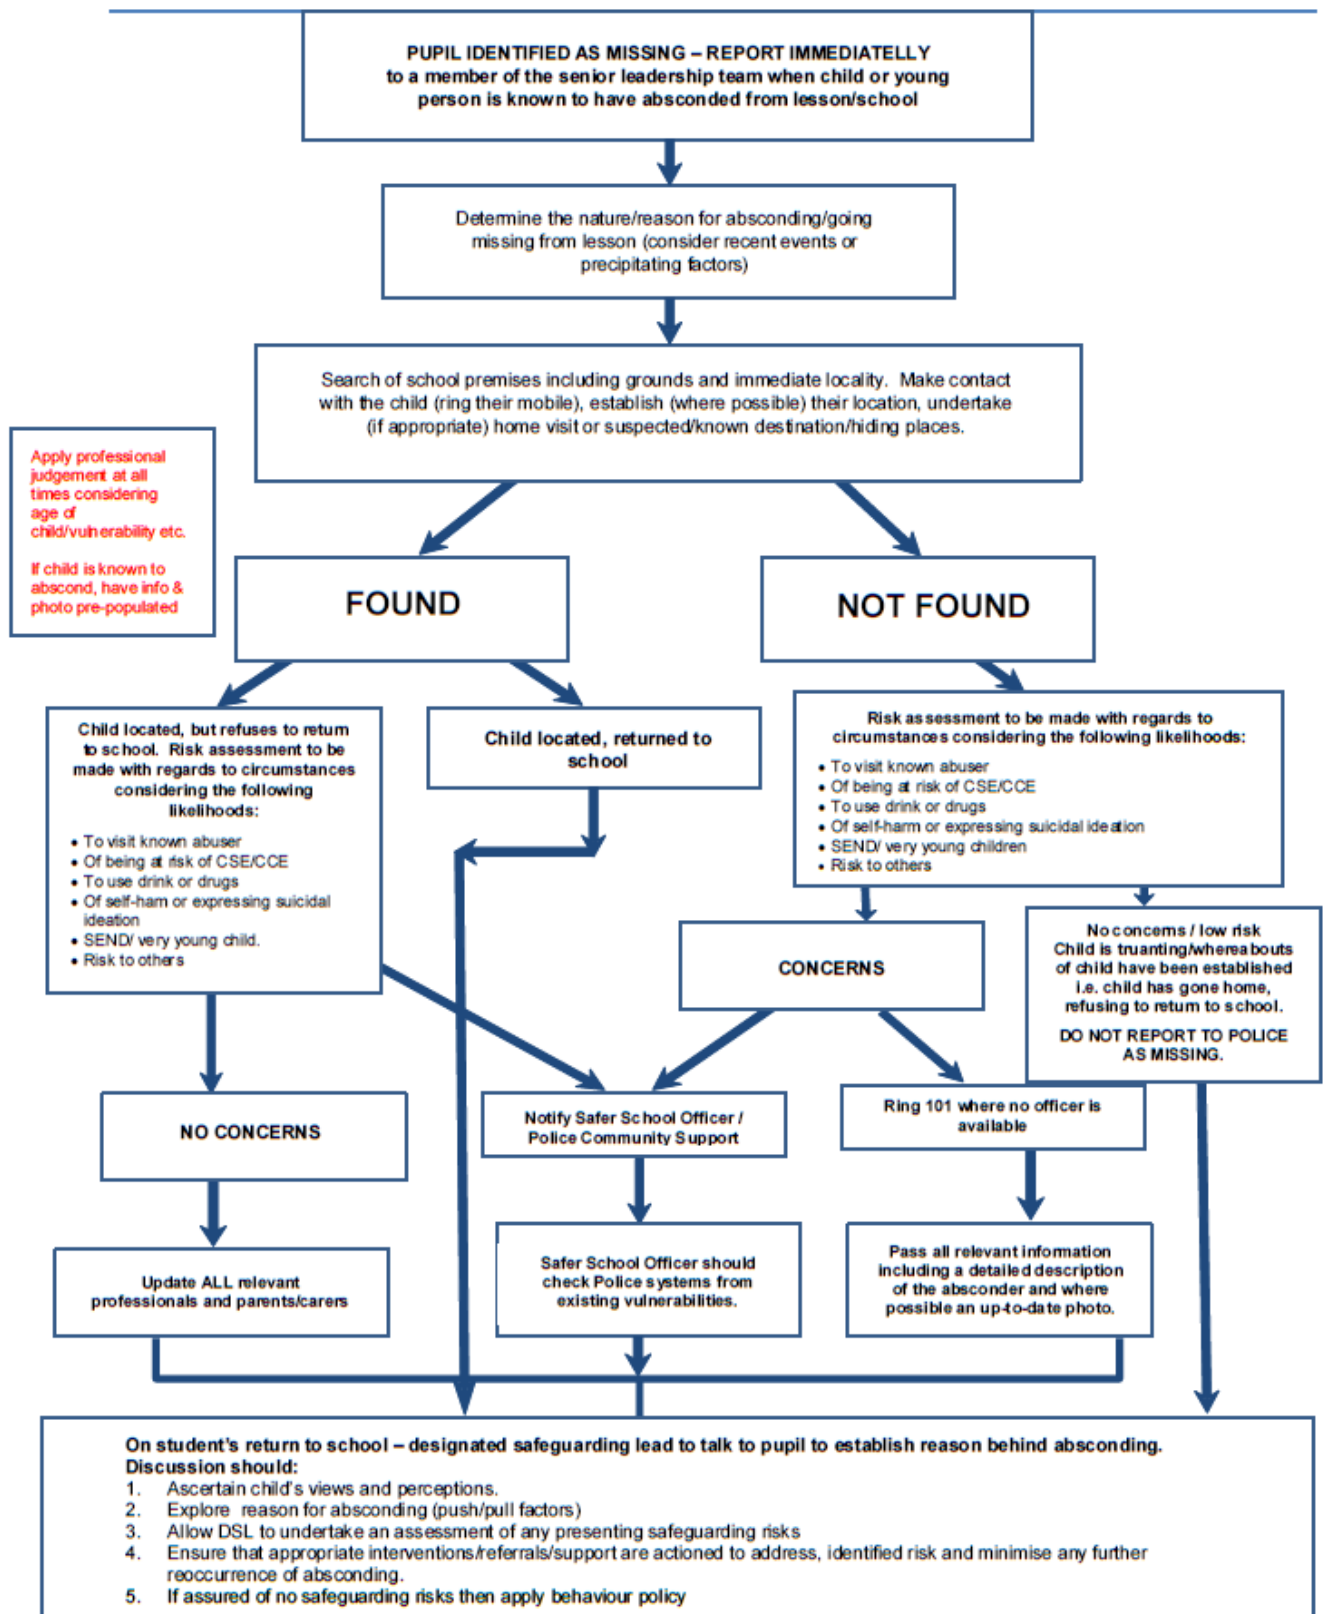 PUPIL IDENTIFIED AS MISSING – REPORT IMMEDIATELLY
to a member of the senior leadership team when child or young
person is known to have absconded from lesson/school
Determine the nature/reason for absconding/going
missing from lesson (consider recent events or
precipitating factors)
Search of school premises including grounds and immediate locality.  Make contact
with the child (ring their mobile), establish (where possible) their location, undertake
(if appropriate) home visit or suspected/known destination/hiding places.
Apply professional
judgement at all
times considering
age of
child/vulnerability etc.
If child is known to
abscond, have info &
photo pre-populated
FOUND
NOT FOUND
Child located, but refuses to return
to school.  Risk assessment to be
made with regards to circumstances
considering the following
likelihoods:
• To visit known abuser
• Of being at risk of CSE/CCE
• To use drink or drugs
• Of self-ham or expressing suicidal
ideation
• SEND/ very young child.
• Risk to others
Child located, returned to
school
Risk assessment to be made with regards to
circumstances considering the following likelihoods:
• To visit known abuser
• Of being at risk of CSE/CCE
• To use drink or drugs
• Of self-harm or expressing suicidal ideation
• SEND/ very young children
• Risk to others
CONCERNS
No concerns / low risk
Child is truanting/whereabouts
of child have been established
i.e. child has gone home,
refusing to return to school.
DO NOT REPORT TO POLICE
AS MISSING.
NO CONCERNS
Notify Safer School Officer /
Police Community Support
Ring 101 where no officer is
available
Update ALL relevant
professionals and parents/carers
Safer School Officer should
check Police systems from
existing vulnerabilities.
Pass all relevant information
including a detailed description
of the absconder and where
possible an up-to-date photo.
On student's return to school – designated safeguarding lead to talk to pupil to establish reason behind absconding.
Discussion should:
1. Ascertain child's views and perceptions.
2. Explore  reason for absconding (push/pull factors)
3. Allow DSL to undertake an assessment of any presenting safeguarding risks
4. Ensure that appropriate interventions/referrals/support are actioned to address, identified risk and minimise any further
reoccurrence of absconding.
5. If assured of no safeguarding risks then apply behaviour policy